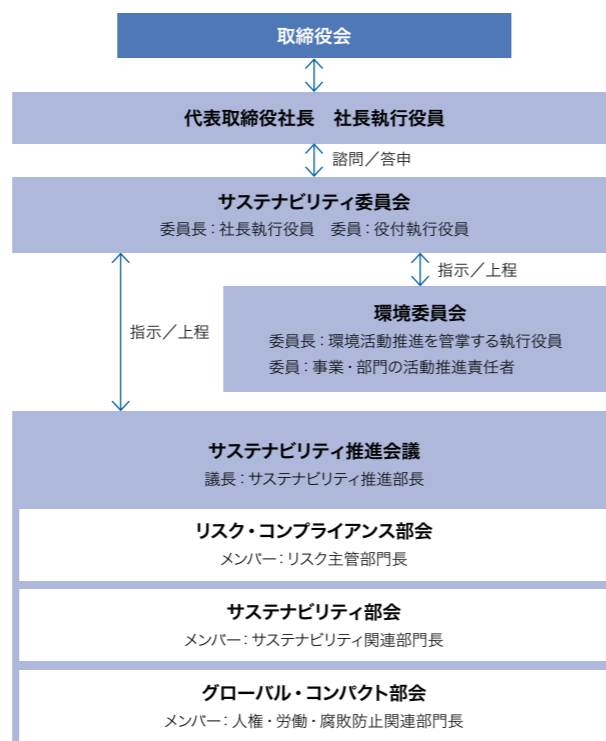 取締役会
代表取締役社長　社長執行役員
諮問／答申
サステナビリティ委員会
委員長：社長執行役員　委員：役付執行役員
指示／上程
環境委員会
委員長：環境活動推進を管掌する執行役員
委員：事業・部門の活動推進責任者
指示／上程
サステナビリティ推進会議
議長：サステナビリティ推進部長
リスク・コンプライアンス部会
メンバー：リスク主管部門長
サステナビリティ部会
メンバー：サステナビリティ関連部門長
グローバル・コンパクト部会
メンバー：人権・労働・腐敗防止関連部門長